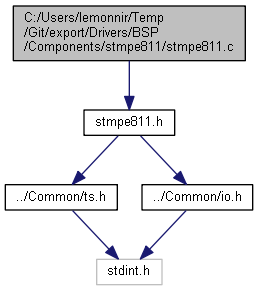 C:/Users/lemonnir/Temp
/Git/export/Drivers/BSP
/Components/stmpe811/stmpe811.c
stmpe811.h
../Common/ts.h
../Common/io.h
stdint.h